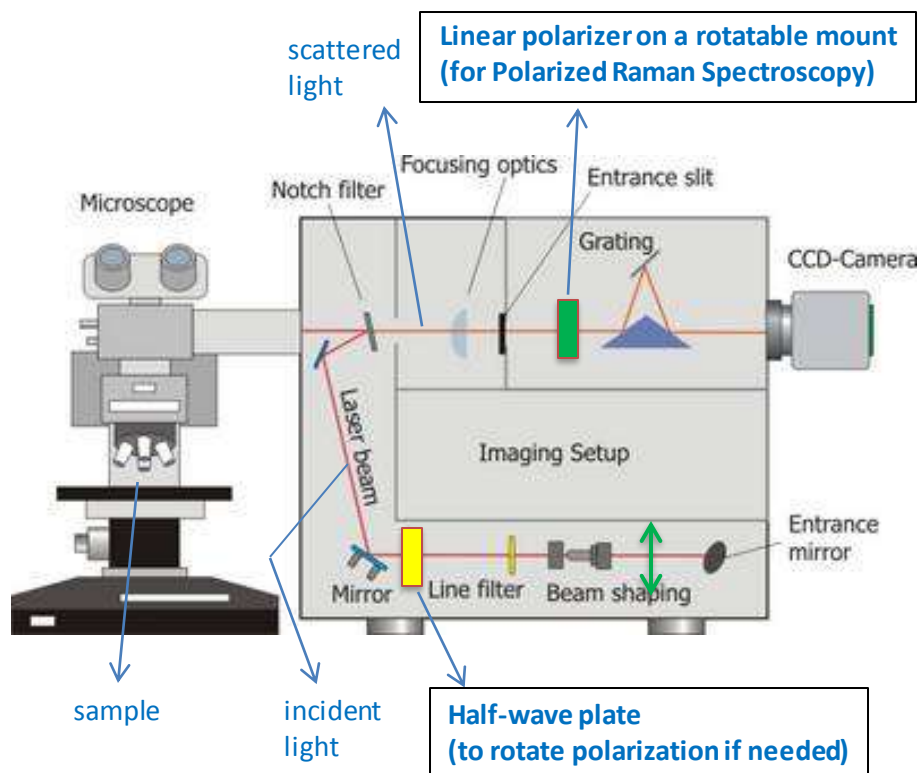 scattered
light
Linear polarizer on a rotatable mount
(for Polarized Raman Spectroscopy)
Focusing optics
Notch filter
Entrance slit
Microscope
Grating
CCD-Camera
Laser beam
Imaging Setup
Entrance
mirror
Mirror
Line filter
Beam shaping
sample
incident
light
Half-wave plate
(to rotate polarization if needed)